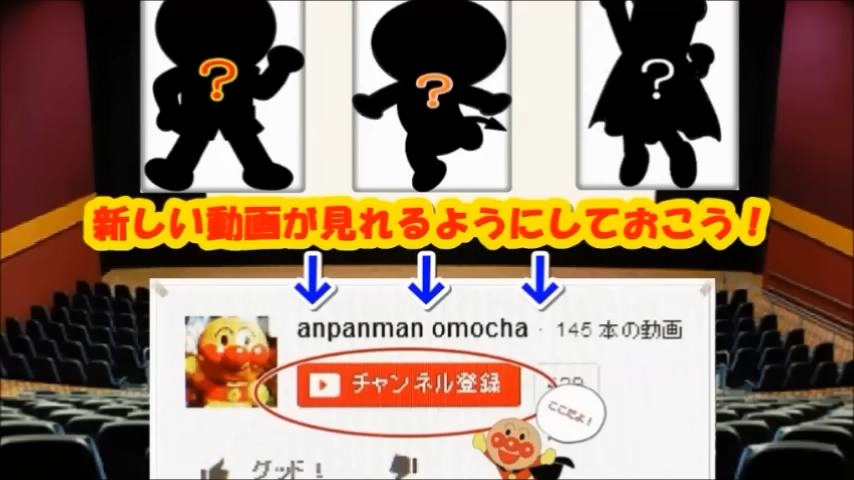 ? ? ?
新しい動画が見れるようにしておこう!
anpanman omocha · 145 本の動画
チャンネル登録
ここだよ!
グッド!